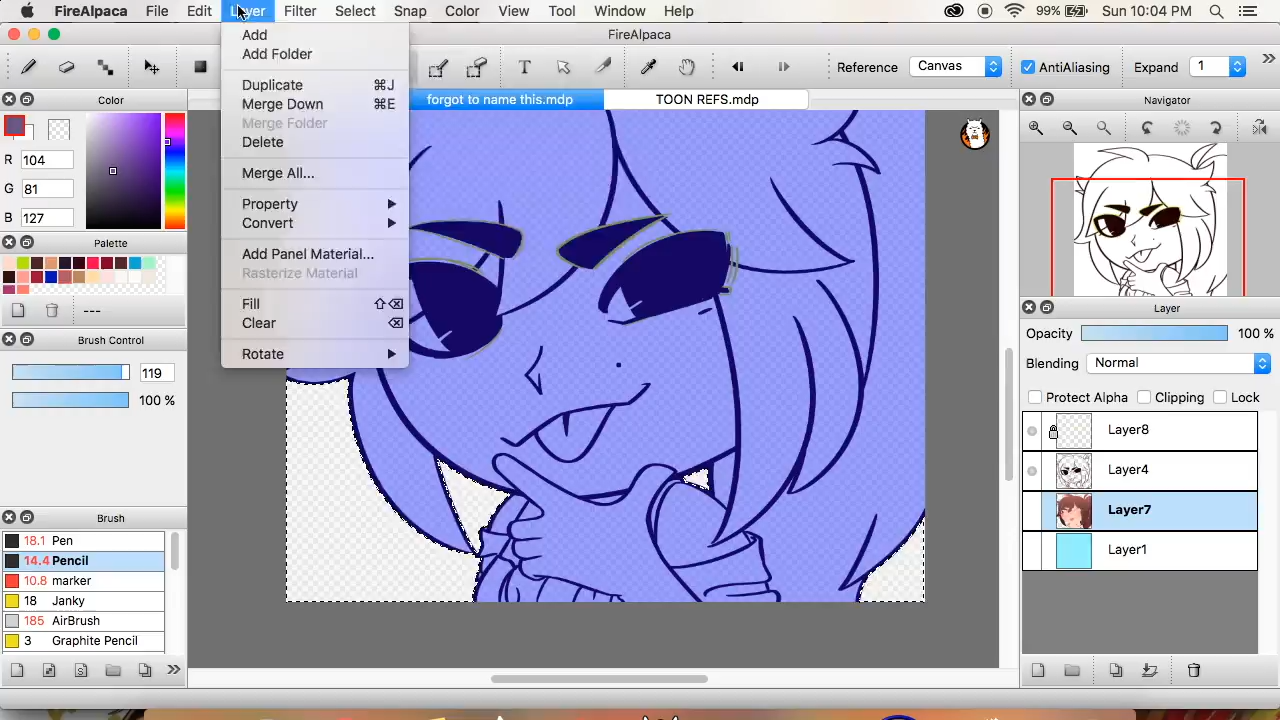 FireAlpaca File Edit Layer Filter Select Snap Color View Tool Window Help 99% Sun 10:04 PM
FireAlpaca
T Reference Canvas AntiAliasing Expand 1 »
Color
forgot to name this.mdp TOON REFS.mdp
Navigator
Add
Add Folder
Duplicate ⌘J
Merge Down ⌘E
Merge Folder
Delete
Merge All...
Property
Convert
Add Panel Material...
Rasterize Material
Fill ⇧⌫
Clear ⌫
Rotate
R 104
G 81
B 127
Palette
---
Brush Control
119
100 %
Brush
18.1 Pen
14.4 Pencil
10.8 marker
18 Janky
185 AirBrush
3 Graphite Pencil
S »
Layer
Opacity 100 %
Blending Normal
Protect Alpha Clipping Lock
Layer8
Layer4
Layer7
Layer1